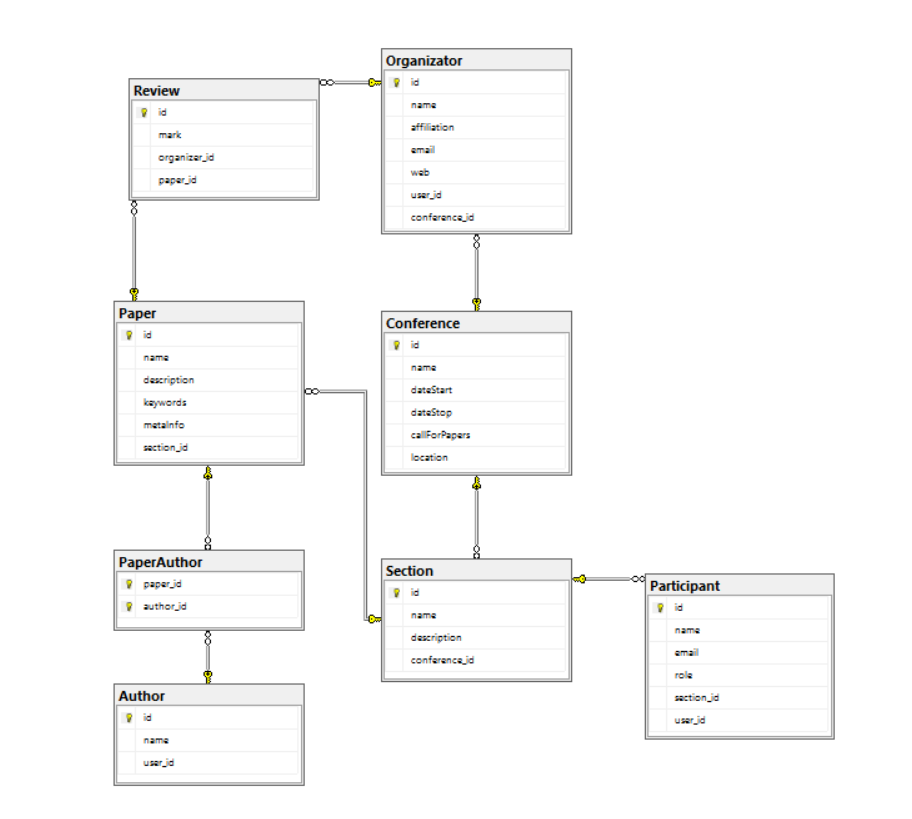 Organizator
id
name
affiliation
email
web
user_id
conference_id
Review
id
mark
organizer_id
paper_id
Paper
id
name
description
keywords
metaInfo
section_id
Conference
id
name
dateStart
dateStop
callForPapers
location
PaperAuthor
paper_id
author_id
Section
id
name
description
conference_id
Participant
id
name
email
role
section_id
user_id
Author
id
name
user_id